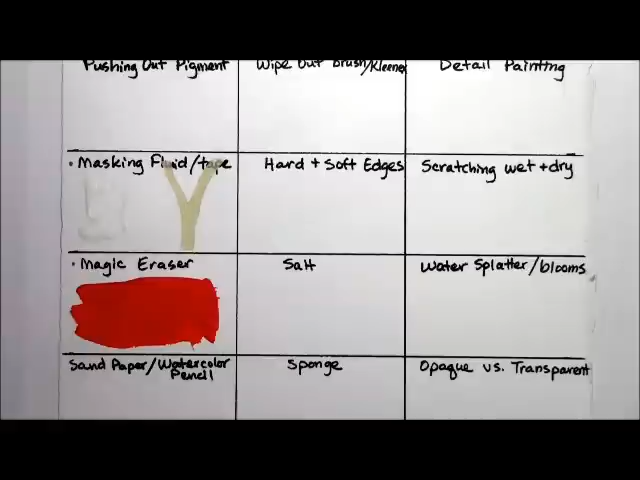 Pushing Out Pigment
Wipe Out brush/Kleenex
Detail Painting
• Masking Fluid/tape
Hard + Soft Edges
Scratching wet + dry
• Magic Eraser
Salt
Water Splatter/blooms
Sand Paper/Watercolor
Pencil
Sponge
Opaque vs. Transparent